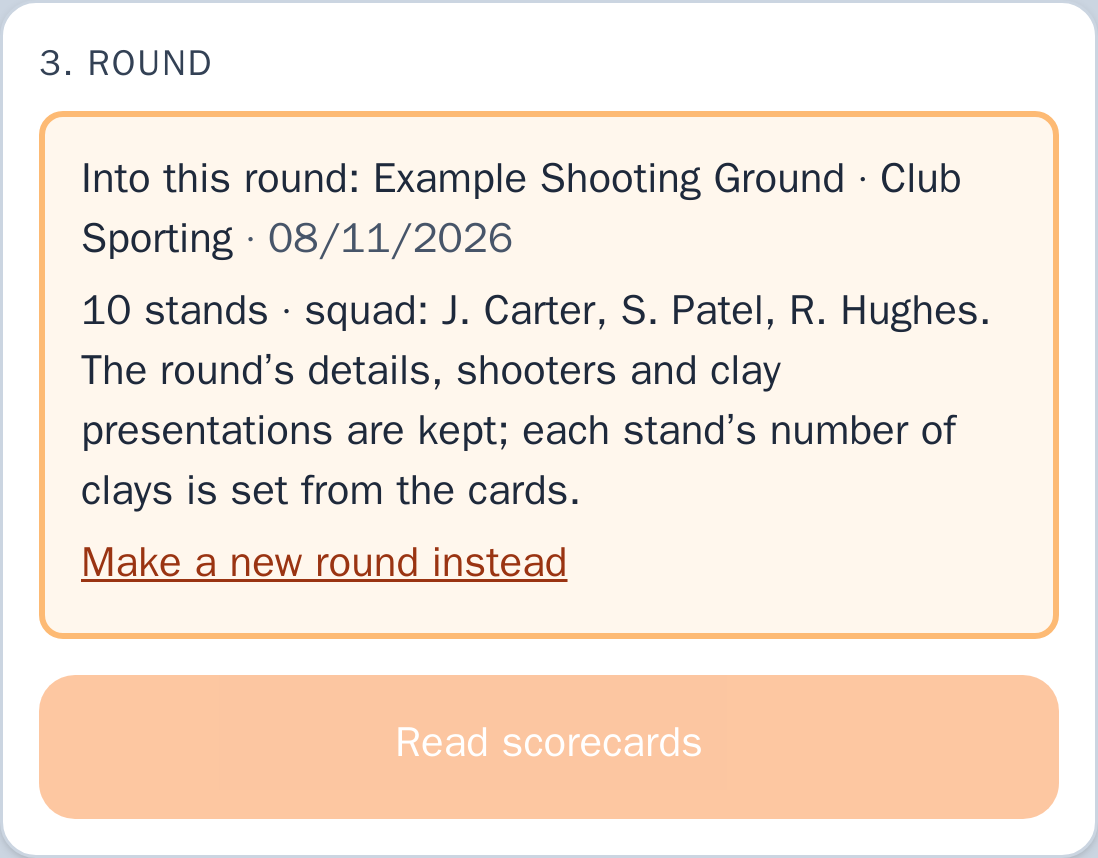 3. ROUND
Into this round: Example Shooting Ground · Club
Sporting · 08/11/2026
10 stands · squad: J. Carter, S. Patel, R. Hughes.
The round’s details, shooters and clay
presentations are kept; each stand’s number of
clays is set from the cards.
Make a new round instead
Read scorecards